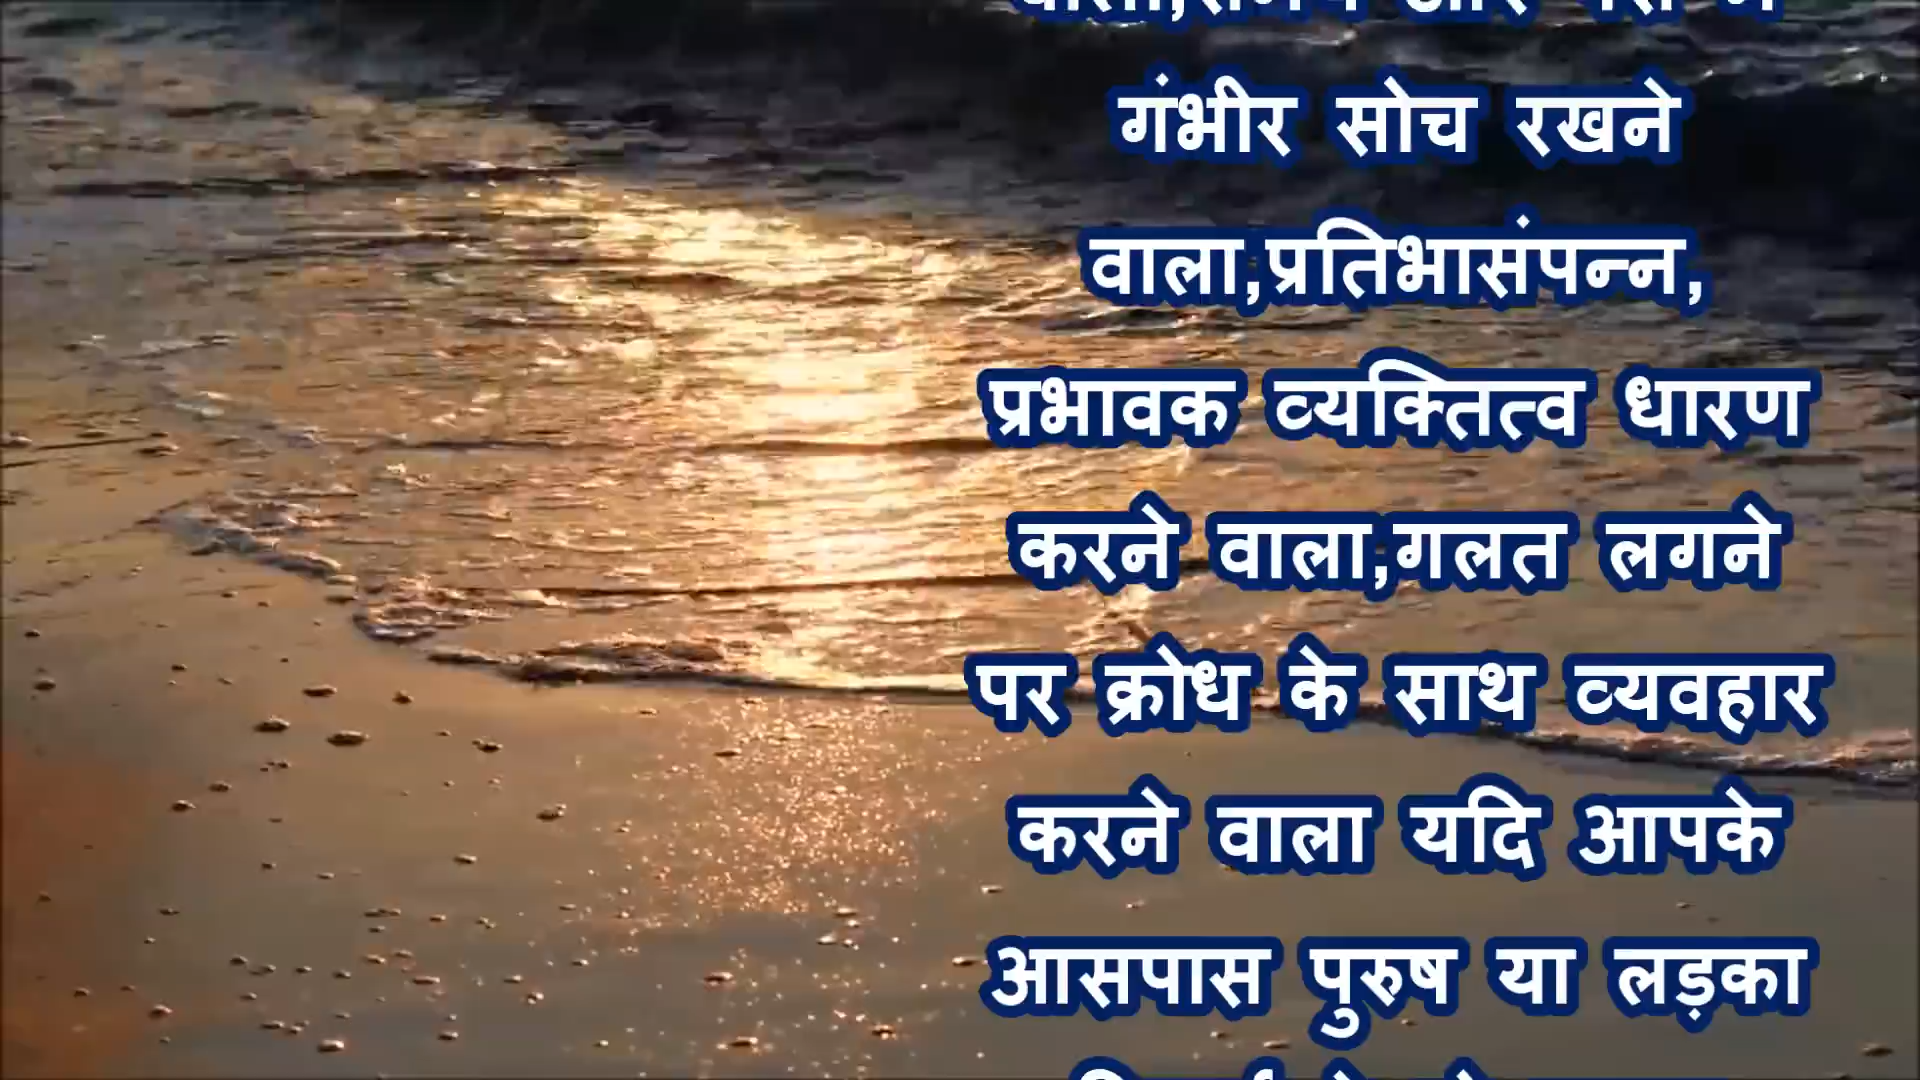 गंभीर सोच रखने
वाला,प्रतिभासंपन्न,
प्रभावक व्यक्तित्व धारण
करने वाला,गलत लगने
पर क्रोध के साथ व्यवहार
करने वाला यदि आपके
आसपास पुरुष या लड़का